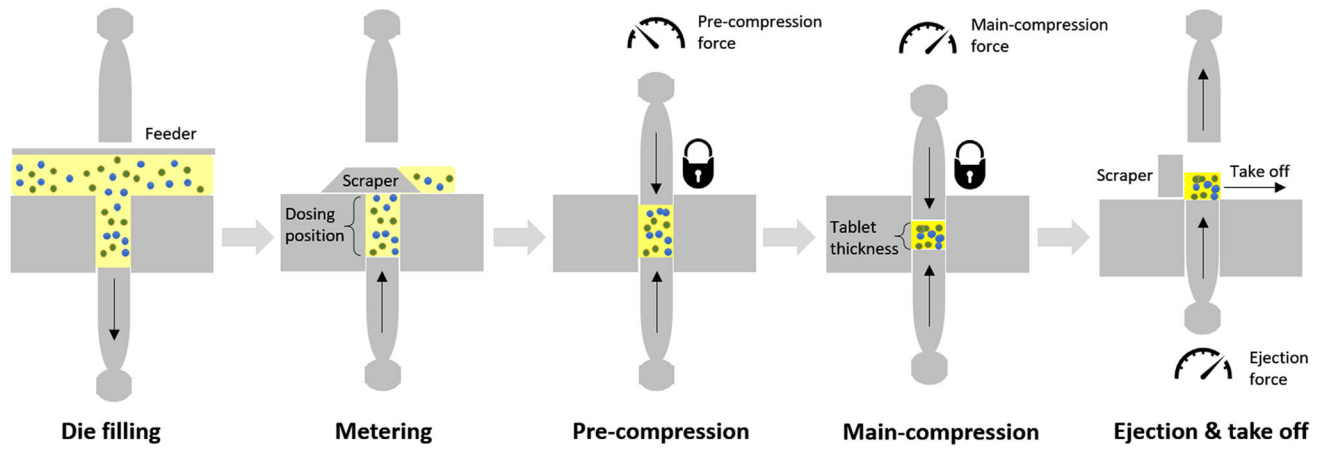 Feeder
Die filling
Scraper
Dosing
position
Metering
Pre-compression
force
Pre-compression
Main-compression
force
Tablet
thickness
Main-compression
Scraper
Take off
Ejection
force
Ejection & take off